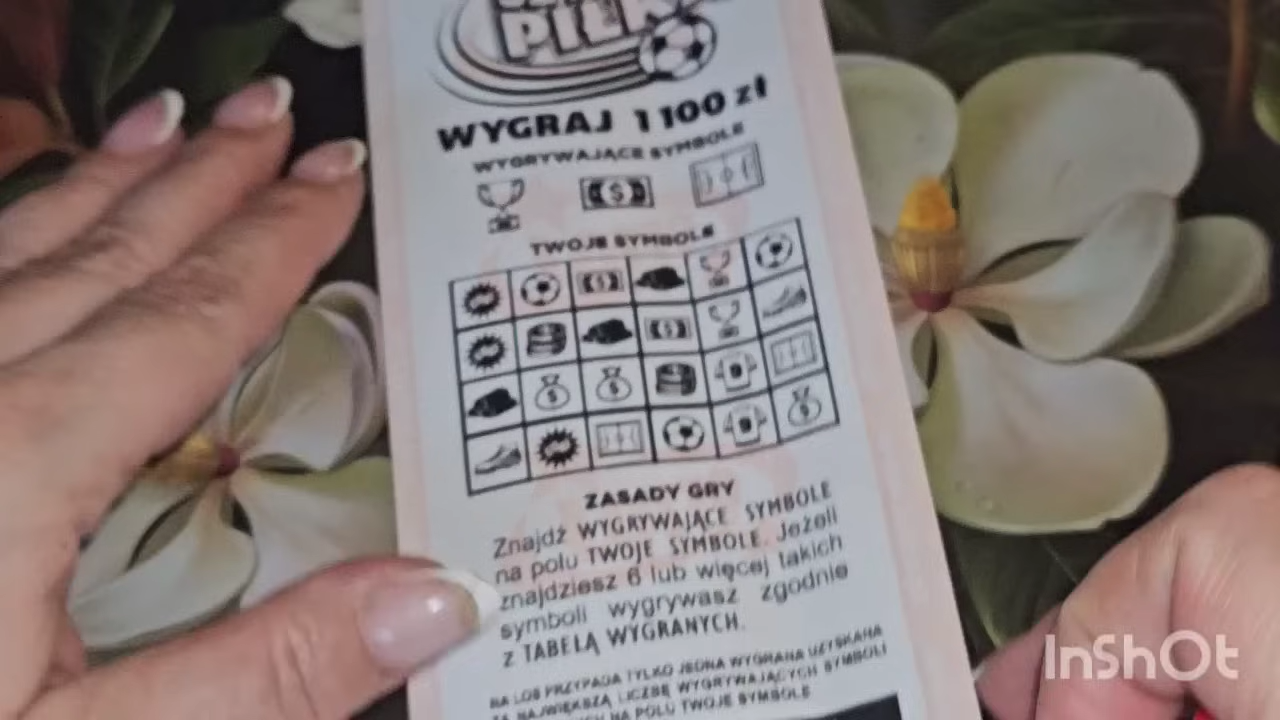 PIŁK
WYGRAJ 1 100 zł
WYGRYWAJĄCE SYMBOLE
TWOJE SYMBOLE
ZASADY GRY
Znajdź WYGRYWAJĄCE SYMBOLE
na polu TWOJE SYMBOLE. Jeżeli
znajdziesz 6 lub więcej takich
symboli wygrywasz zgodnie
z TABELĄ WYGRANYCH.
NA LOS PRZYPADA TYLKO JEDNA WYGRANA UZYSKANA
ZA NAJWIĘKSZĄ LICZBĘ WYGRYWAJĄCYCH SYMBOLI
NA POLU TWOJE SYMBOLE
InShOt